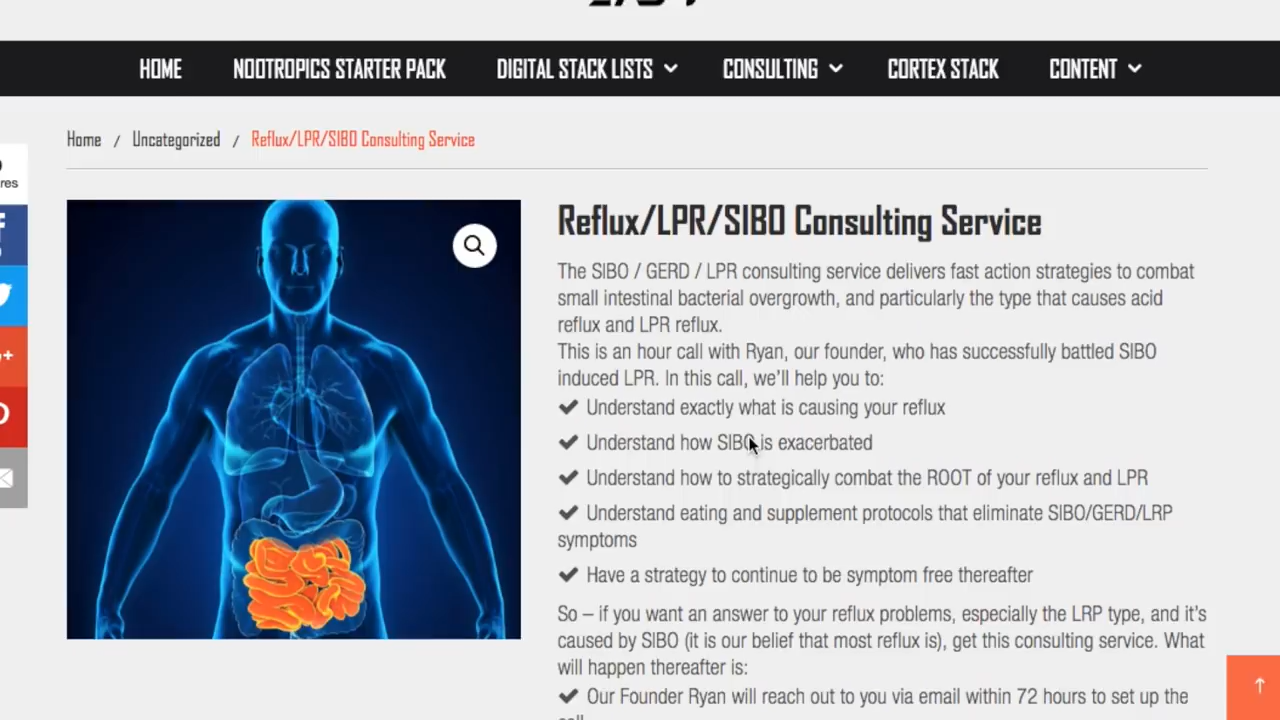 HOME NOOTROPICS STARTER PACK DIGITAL STACK LISTS CONSULTING CORTEX STACK CONTENT
Home / Uncategorized / Reflux/LPR/SIBO Consulting Service
res
Reflux/LPR/SIBO Consulting Service
The SIBO / GERD / LPR consulting service delivers fast action strategies to combat
small intestinal bacterial overgrowth, and particularly the type that causes acid
reflux and LPR reflux.
This is an hour call with Ryan, our founder, who has successfully battled SIBO
induced LPR. In this call, we'll help you to:
Understand exactly what is causing your reflux
Understand how SIBO is exacerbated
Understand how to strategically combat the ROOT of your reflux and LPR
Understand eating and supplement protocols that eliminate SIBO/GERD/LRP
symptoms
Have a strategy to continue to be symptom free thereafter
So – if you want an answer to your reflux problems, especially the LRP type, and it's
caused by SIBO (it is our belief that most reflux is), get this consulting service. What
will happen thereafter is:
Our Founder Ryan will reach out to you via email within 72 hours to set up the